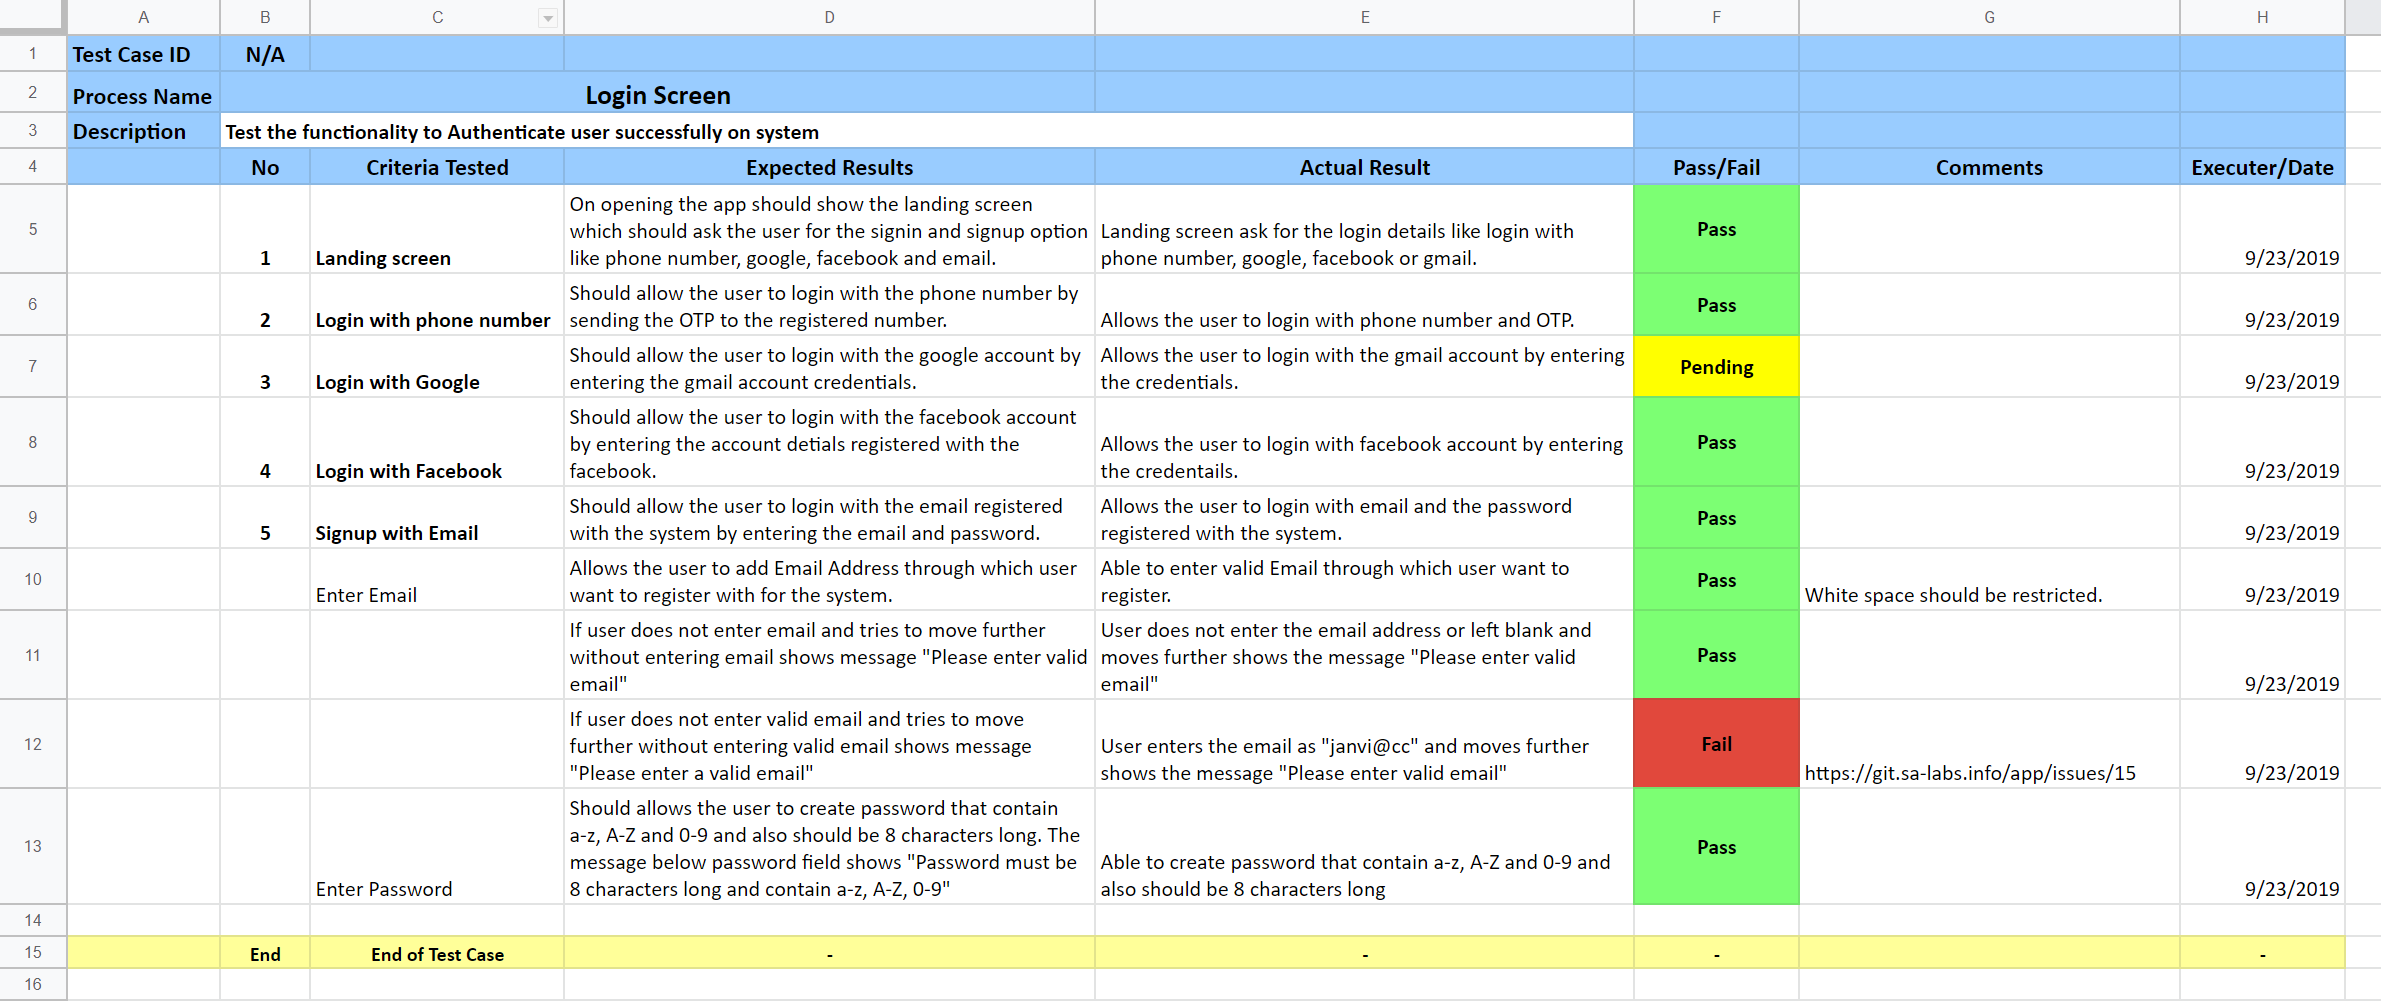 A B C D E F G H
1 Test Case ID N/A
2 Process Name Login Screen
3 Description Test the functionality to Authenticate user successfully on system
4 No Criteria Tested Expected Results Actual Result Pass/Fail Comments Executer/Date
5
1
Landing screen
On opening the app should show the landing screen
which should ask the user for the signin and signup option
like phone number, google, facebook and email.
Landing screen ask for the login details like login with
phone number, google, facebook or gmail.
Pass
9/23/2019
6
2
Login with phone number
Should allow the user to login with the phone number by
sending the OTP to the registered number.
Allows the user to login with phone number and OTP.
Pass
9/23/2019
7
3
Login with Google
Should allow the user to login with the google account by
entering the gmail account credentials.
Allows the user to login with the gmail account by entering
the credentials.
Pending
9/23/2019
8
4
Login with Facebook
Should allow the user to login with the facebook account
by entering the account detials registered with the
facebook.
Allows the user to login with facebook account by entering
the credentails.
Pass
9/23/2019
9
5
Signup with Email
Should allow the user to login with the email registered
with the system by entering the email and password.
Allows the user to login with email and the password
registered with the system.
Pass
9/23/2019
10
Enter Email
Allows the user to add Email Address through which user
want to register with for the system.
Able to enter valid Email through which user want to
register.
Pass
White space should be restricted.
9/23/2019
11
If user does not enter email and tries to move further
without entering email shows message "Please enter valid
email"
User does not enter the email address or left blank and
moves further shows the message "Please enter valid
email"
Pass
9/23/2019
12
If user does not enter valid email and tries to move
further without entering valid email shows message
"Please enter a valid email"
User enters the email as "janvi@cc" and moves further
shows the message "Please enter valid email"
Fail
https://git.sa-labs.info/app/issues/15
9/23/2019
13
Enter Password
Should allows the user to create password that contain
a-z, A-Z and 0-9 and also should be 8 characters long. The
message below password field shows "Password must be
8 characters long and contain a-z, A-Z, 0-9"
Able to create password that contain a-z, A-Z and 0-9 and
also should be 8 characters long
Pass
9/23/2019
14
15 End End of Test Case - - - -
16